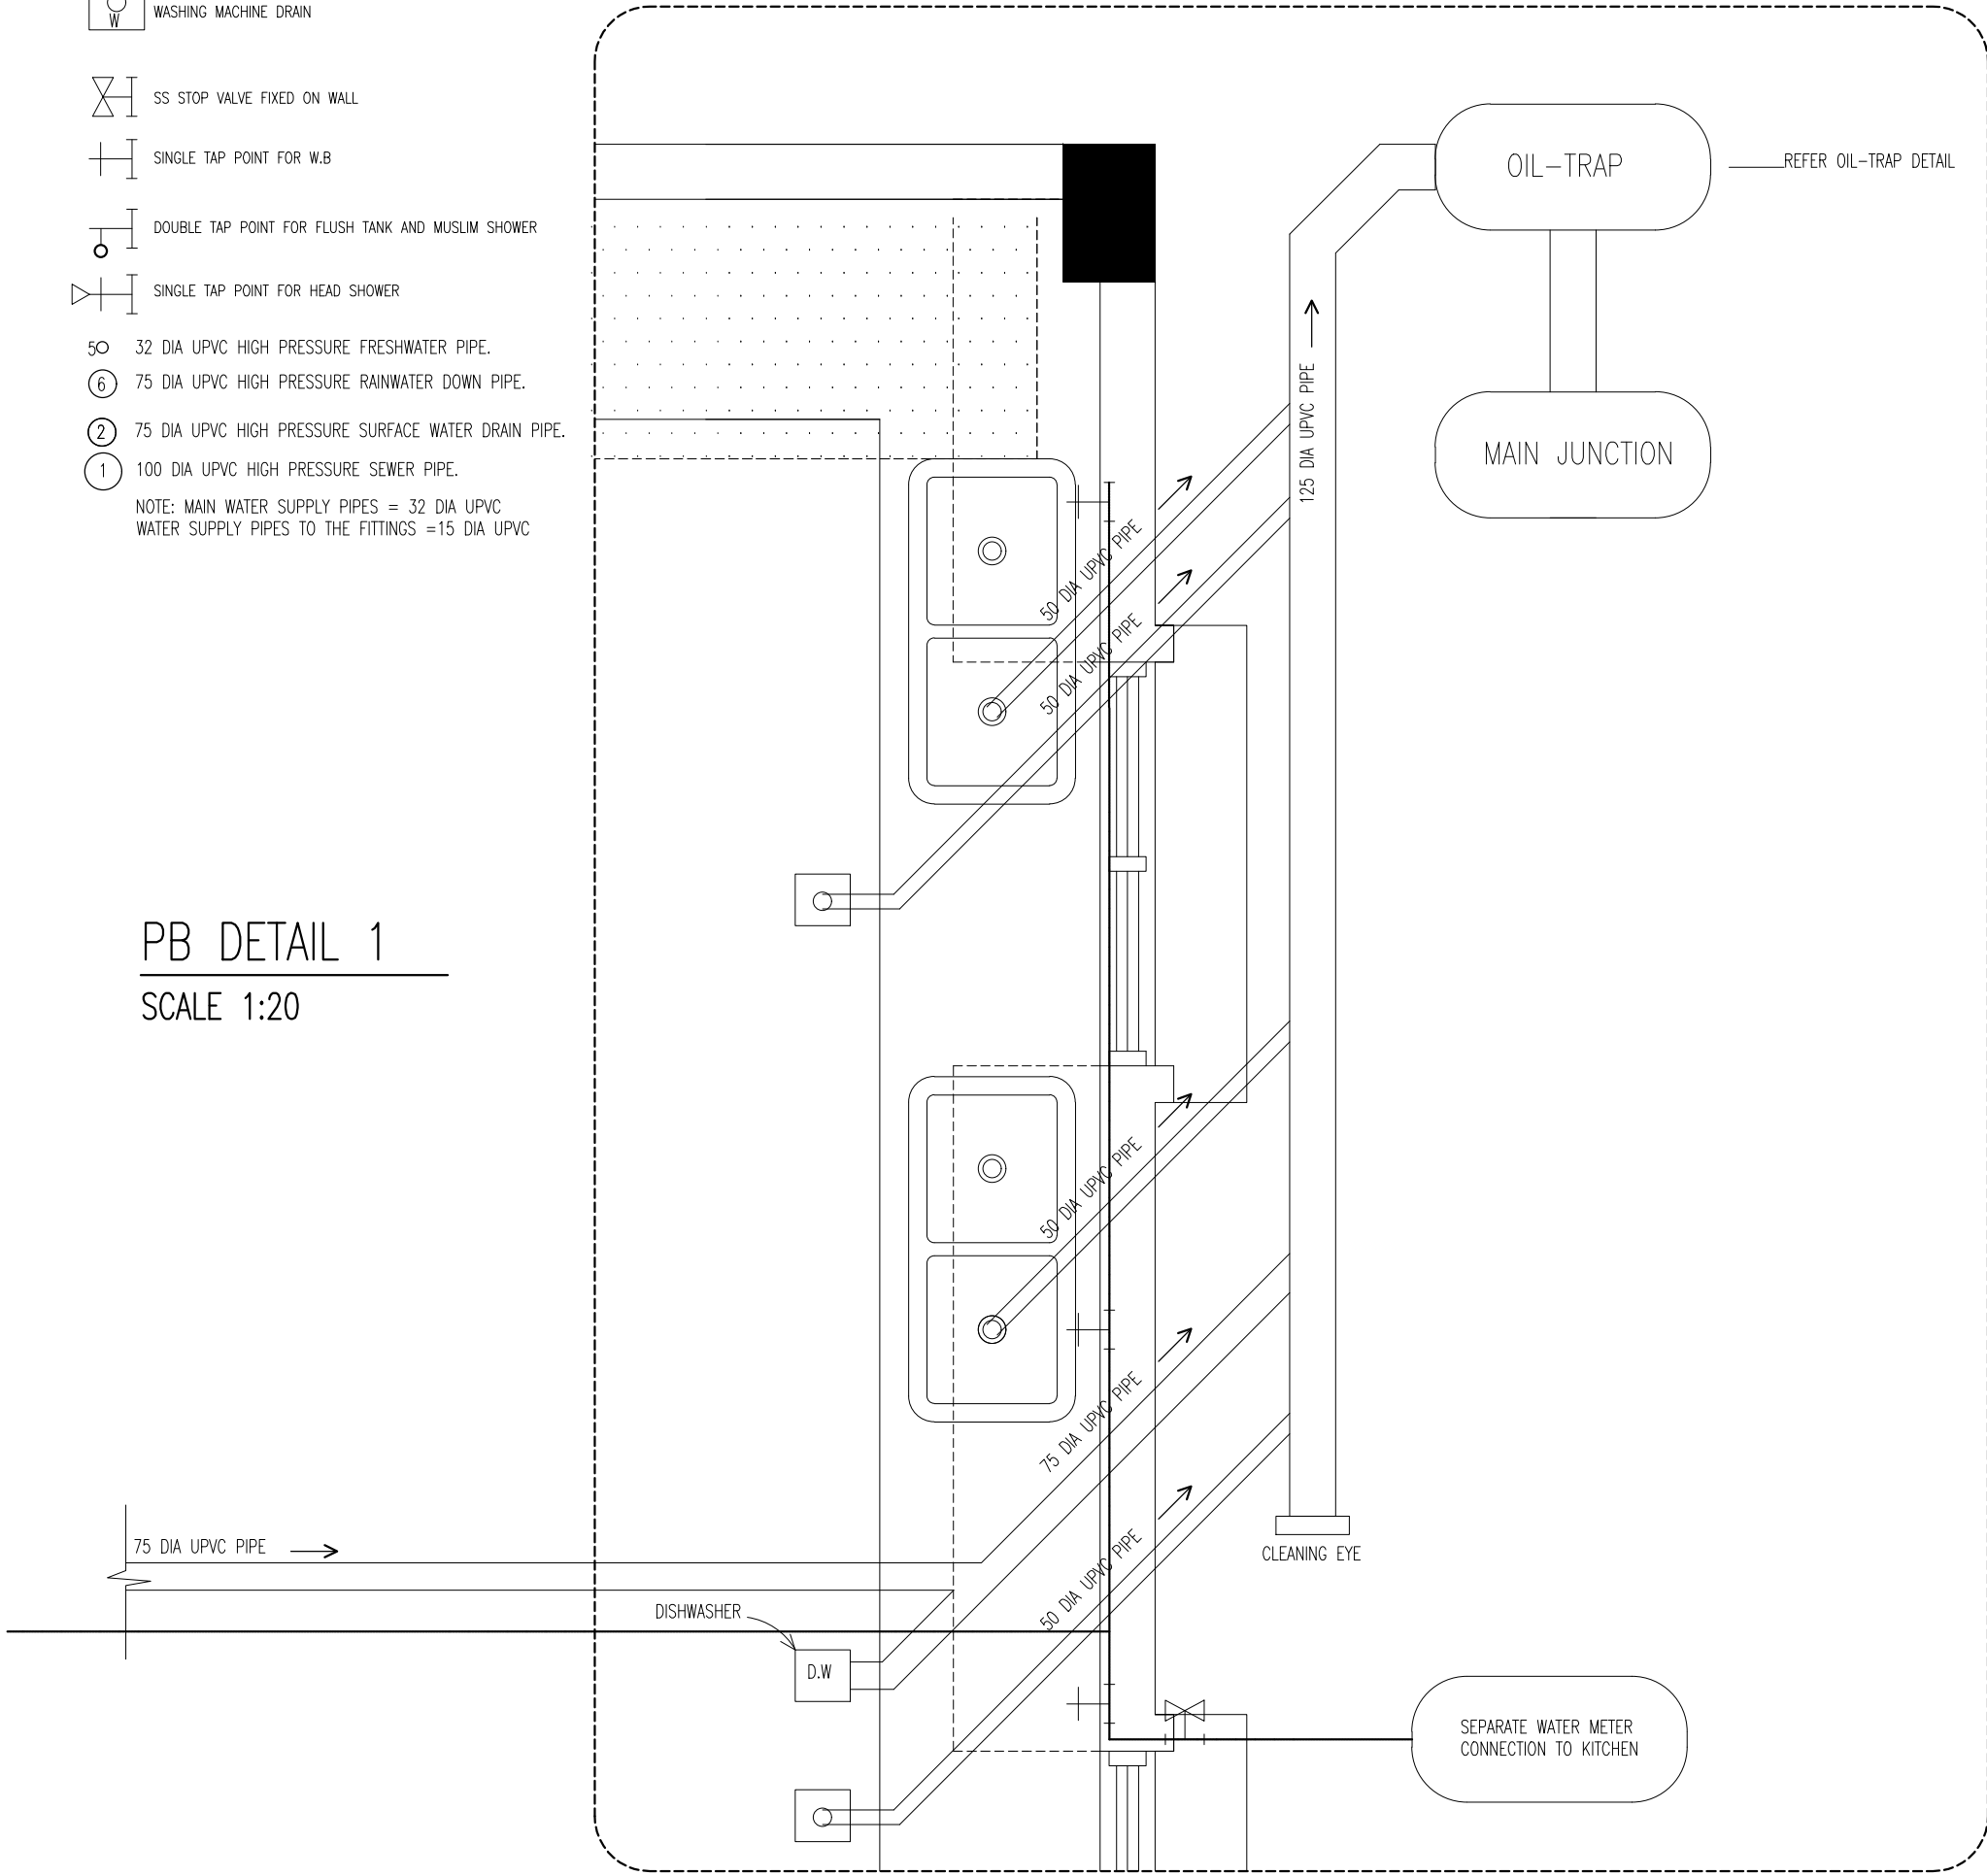 W
WASHING MACHINE DRAIN
SS STOP VALVE FIXED ON WALL
SINGLE TAP POINT FOR W.B
DOUBLE TAP POINT FOR FLUSH TANK AND MUSLIM SHOWER
SINGLE TAP POINT FOR HEAD SHOWER
5 32 DIA UPVC HIGH PRESSURE FRESHWATER PIPE.
6 75 DIA UPVC HIGH PRESSURE RAINWATER DOWN PIPE.
2 75 DIA UPVC HIGH PRESSURE SURFACE WATER DRAIN PIPE.
1 100 DIA UPVC HIGH PRESSURE SEWER PIPE.
NOTE: MAIN WATER SUPPLY PIPES = 32 DIA UPVC
WATER SUPPLY PIPES TO THE FITTINGS =15 DIA UPVC
PB DETAIL 1
SCALE 1:20
OIL-TRAP
REFER OIL-TRAP DETAIL
MAIN JUNCTION
125 DIA UPVC PIPE
50 DIA UPVC PIPE
50 DIA UPVC PIPE
50 DIA UPVC PIPE
75 DIA UPVC PIPE
50 DIA UPVC PIPE
75 DIA UPVC PIPE
CLEANING EYE
DISHWASHER
D.W
SEPARATE WATER METER
CONNECTION TO KITCHEN